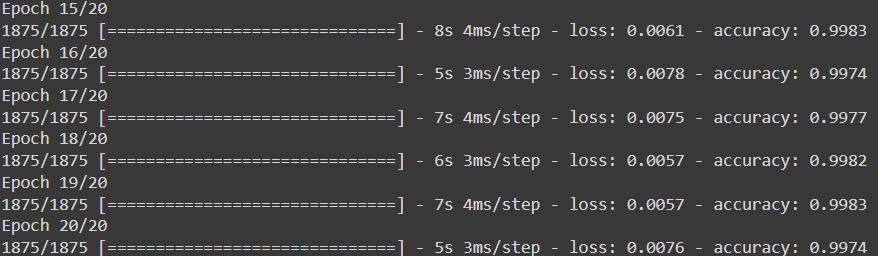 Epoch 15/20
1875/1875 [==============================] - 8s 4ms/step - loss: 0.0061 - accuracy: 0.9983
Epoch 16/20
1875/1875 [==============================] - 5s 3ms/step - loss: 0.0078 - accuracy: 0.9974
Epoch 17/20
1875/1875 [==============================] - 7s 4ms/step - loss: 0.0075 - accuracy: 0.9977
Epoch 18/20
1875/1875 [==============================] - 6s 3ms/step - loss: 0.0057 - accuracy: 0.9982
Epoch 19/20
1875/1875 [==============================] - 7s 4ms/step - loss: 0.0057 - accuracy: 0.9983
Epoch 20/20
1875/1875 [==============================] - 5s 3ms/step - loss: 0.0076 - accuracy: 0.9974